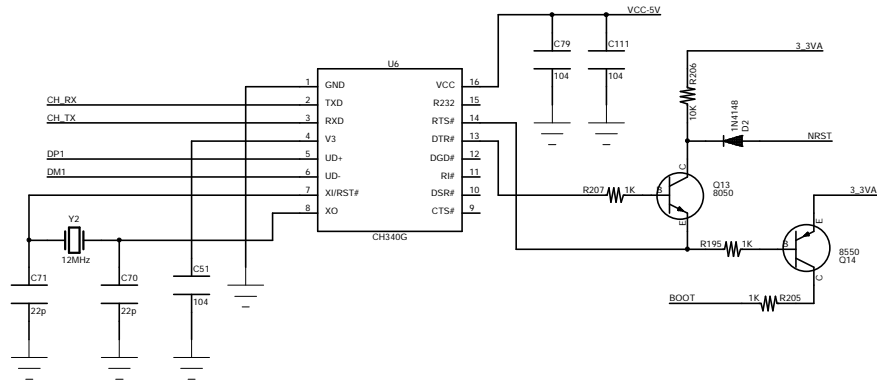 VCC-5V
C79
104
C111
104
3_3VA
R206
10K
1N4148
D2
NRST
U6
CH340G
1 GND
2 TXD
3 RXD
4 V3
5 UD+
6 UD-
7 XI/RST#
8 XO
VCC 16
R232 15
RTS# 14
DTR# 13
DGD# 12
RI# 11
DSR# 10
CTS# 9
CH_RX
CH_TX
DP1
DM1
Y2
12MHz
C71
22p
C70
22p
C51
104
R207 1K
B
C
E
Q13
8050
3_3VA
R195 1K
B
E
C
8550
Q14
BOOT
1K R205